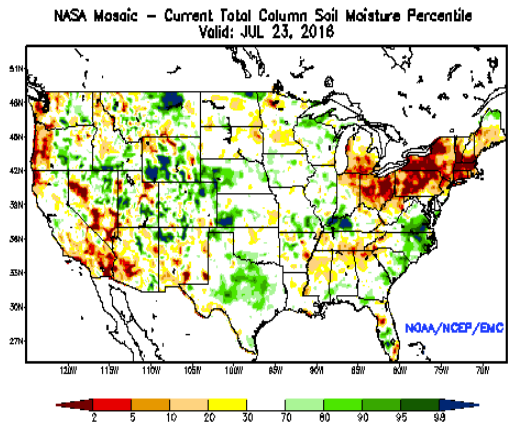 NASA Mosaic - Current Total Column Soil Moisture Percentile
Valid: JUL 23, 2016
51N
48N
45N
42N
39N
36N
33N
30N
27N
NOAA/NCEP/EMC
120W 115W 110W 105W 100W 95W 90W 85W 80W 75W 70W
2 5 10 20 30 70 80 90 95 98